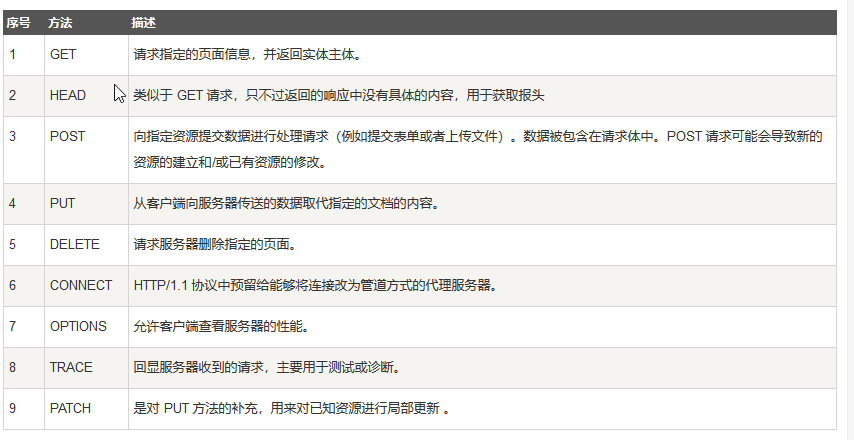 序号 方法 描述
1 GET 请求指定的页面信息，并返回实体主体。
2 HEAD 类似于 GET 请求，只不过返回的响应中没有具体的内容，用于获取报头
3 POST 向指定资源提交数据进行处理请求（例如提交表单或者上传文件）。数据被包含在请求体中。POST 请求可能会导致新的
资源的建立和/或已有资源的修改。
4 PUT 从客户端向服务器传送的数据取代指定的文档的内容。
5 DELETE 请求服务器删除指定的页面。
6 CONNECT HTTP/1.1 协议中预留给能够将连接改为管道方式的代理服务器。
7 OPTIONS 允许客户端查看服务器的性能。
8 TRACE 回显服务器收到的请求，主要用于测试或诊断。
9 PATCH 是对 PUT 方法的补充，用来对已知资源进行局部更新 。